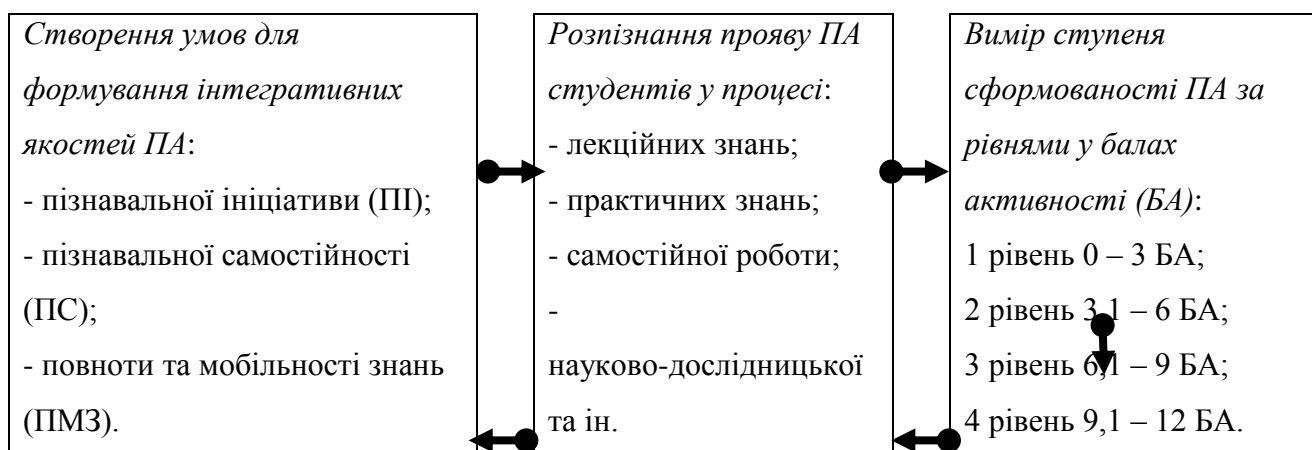 Створення умов для
формування інтегративних
якостей ПА:
- пізнавальної ініціативи (ПІ);
- пізнавальної самостійності
(ПС);
- повноти та мобільності знань
(ПМЗ).
Розпізнання прояву ПА
студентів у процесі:
- лекційних знань;
- практичних знань;
- самостійної роботи;
-
науково-дослідницької
та ін.
Вимір ступеня
сформованості ПА за
рівнями у балах
активності (БА):
1 рівень 0 – 3 БА;
2 рівень 3,1 – 6 БА;
3 рівень 6,1 – 9 БА;
4 рівень 9,1 – 12 БА.